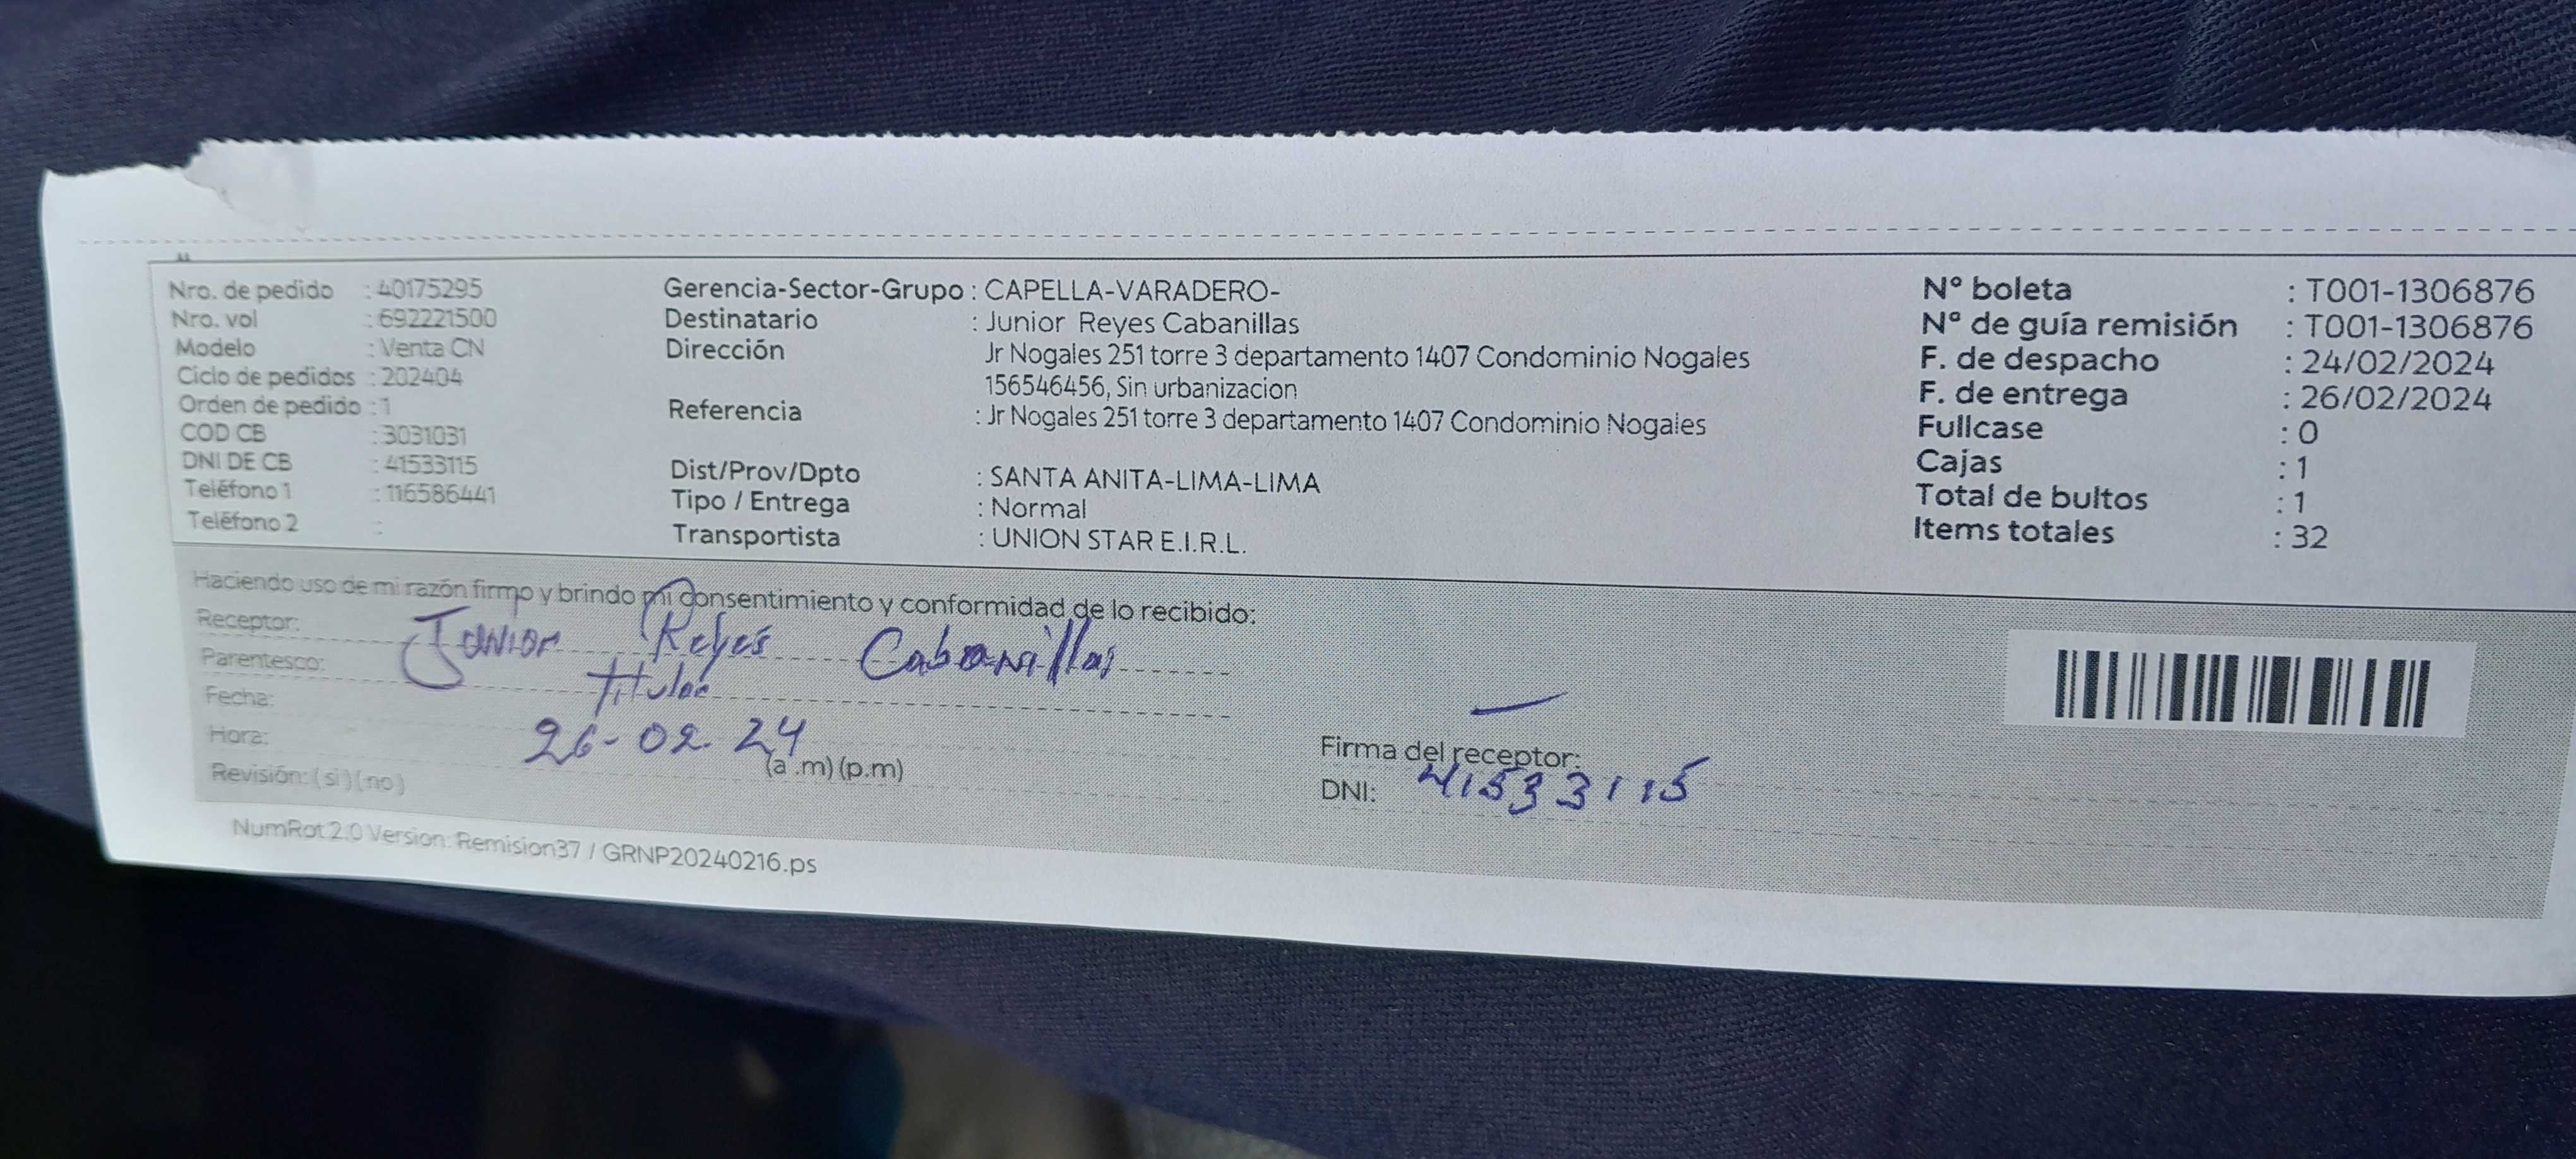 Nro. de pedido : 40175295
Nro. vol : 692221500
Modelo : Venta CN
Ciclo de pedidos : 202404
Orden de pedido : 1
COD CB : 3031031
DNI DE CB : 41533115
Teléfono 1 : 116586441
Teléfono 2 :
Gerencia-Sector-Grupo : CAPELLA-VARADERO-
Destinatario : Junior Reyes Cabanillas
Dirección Jr Nogales 251 torre 3 departamento 1407 Condominio Nogales
156546456, Sin urbanizacion
Referencia : Jr Nogales 251 torre 3 departamento 1407 Condominio Nogales
Dist/Prov/Dpto : SANTA ANITA-LIMA-LIMA
Tipo / Entrega : Normal
Transportista : UNION STAR E.I.R.L.
N° boleta : T001-1306876
N° de guía remisión : T001-1306876
F. de despacho : 24/02/2024
F. de entrega : 26/02/2024
Fullcase : 0
Cajas : 1
Total de bultos : 1
Items totales : 32
Haciendo uso de mi razón firmo y brindo mi consentimiento y conformidad de lo recibido:
Receptor: Junior Reyes Cabanillas
Parentesco: titular
Fecha: 26-02-24
Hora: (a .m) (p.m)
Revisión: (si) (no)
Firma del receptor:
DNI: 41533115
NumRot 2.0 Version: Remision37 / GRNP20240216.ps